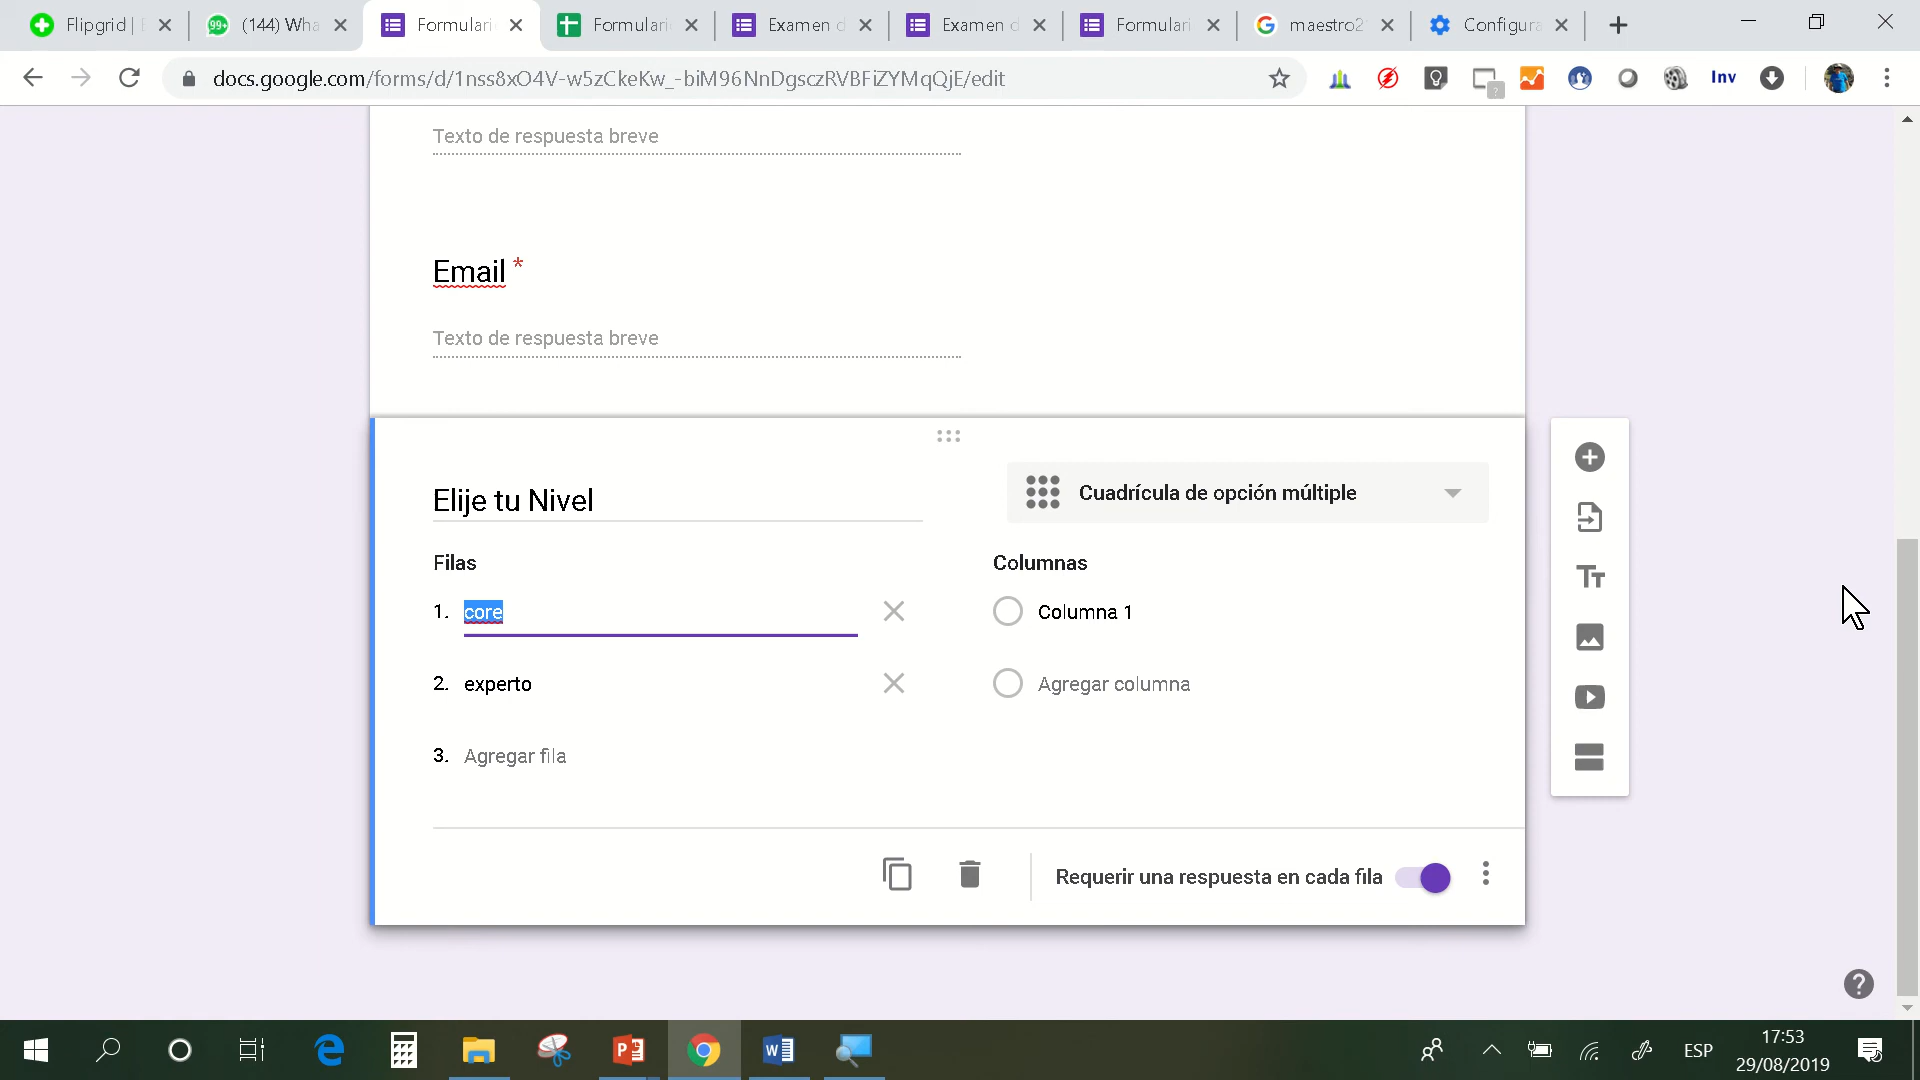 Flipgrid | E
99+
(144) Wha
Formulari
Formulari
Examen d
Examen d
Formulari
maestro2
Configura
docs.google.com/forms/d/1nss8xO4V-w5zCkeKw_-biM96NnDgsczRVBFiZYMqQjE/edit
Inv
Texto de respuesta breve
Email *
Texto de respuesta breve
Elije tu Nivel
Cuadrícula de opción múltiple
Filas
Columnas
1. core
Columna 1
2. experto
Agregar columna
3. Agregar fila
Requerir una respuesta en cada fila
ESP
17:53
29/08/2019